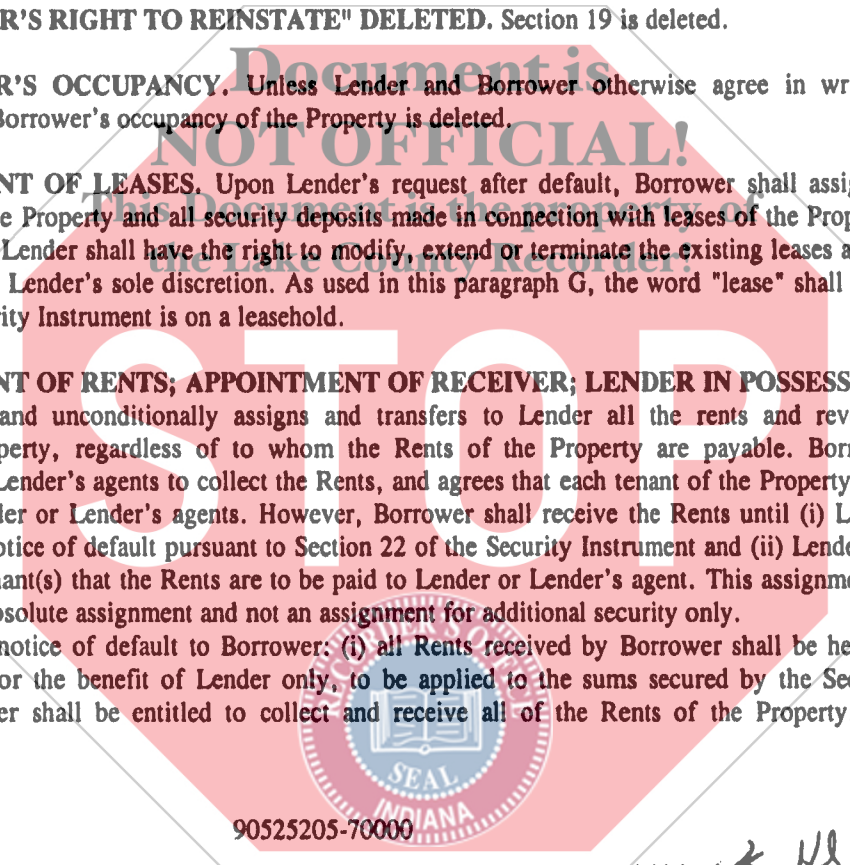 R'S RIGHT TO REINSTATE" DELETED. Section 19 is deleted.
R'S OCCUPANCY. Unless Lender and Borrower otherwise agree in wr
Borrower's occupancy of the Property is deleted.
NT OF LEASES. Upon Lender's request after default, Borrower shall assig
e Property and all security deposits made in connection with leases of the Prop
Lender shall have the right to modify, extend or terminate the existing leases a
Lender's sole discretion. As used in this paragraph G, the word "lease" shall
rity Instrument is on a leasehold.
NT OF RENTS; APPOINTMENT OF RECEIVER; LENDER IN POSSESS
and unconditionally assigns and transfers to Lender all the rents and rev
perty, regardless of to whom the Rents of the Property are payable. Borr
Lender's agents to collect the Rents, and agrees that each tenant of the Property
der or Lender's agents. However, Borrower shall receive the Rents until (i) L
otice of default pursuant to Section 22 of the Security Instrument and (ii) Lende
nant(s) that the Rents are to be paid to Lender or Lender's agent. This assignme
bsolute assignment and not an assignment for additional security only.
notice of default to Borrower: (i) all Rents received by Borrower shall be he
or the benefit of Lender only, to be applied to the sums secured by the Sec
er shall be entitled to collect and receive all of the Rents of the Property
90525205-70000
Document is
NOT OFFICIAL!
This Document is the property of
the Lake County Recorder!
STOP
RECORDER'S OFFICE
SEAL
INDIANA